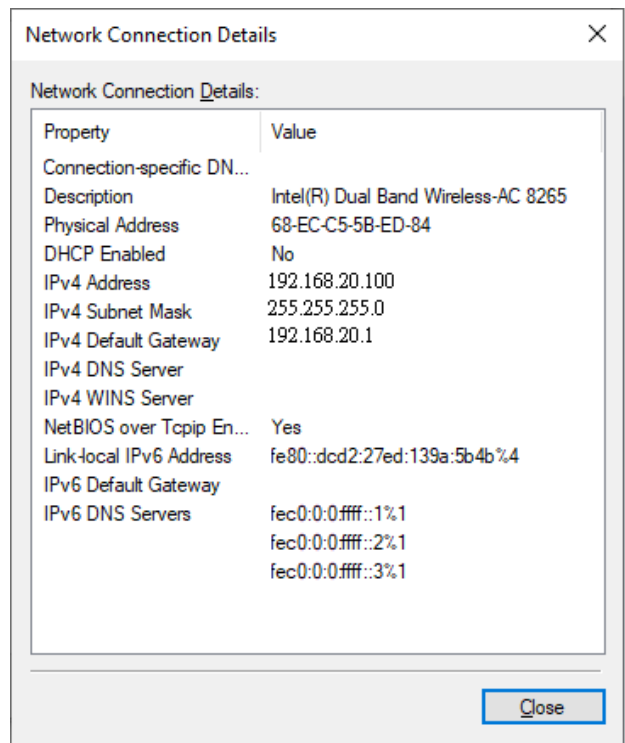 Network Connection Details
Network Connection Details:
Property Value
Connection-specific DN...
Description Intel(R) Dual Band Wireless-AC 8265
Physical Address 68-EC-C5-5B-ED-84
DHCP Enabled No
IPv4 Address 192.168.20.100
IPv4 Subnet Mask 255.255.255.0
IPv4 Default Gateway 192.168.20.1
IPv4 DNS Server
IPv4 WINS Server
NetBIOS over Tcpip En... Yes
Link-local IPv6 Address fe80::dcd2:27ed:139a:5b4b%4
IPv6 Default Gateway
IPv6 DNS Servers fec0:0:0:ffff::1%1
fec0:0:0:ffff::2%1
fec0:0:0:ffff::3%1
Close